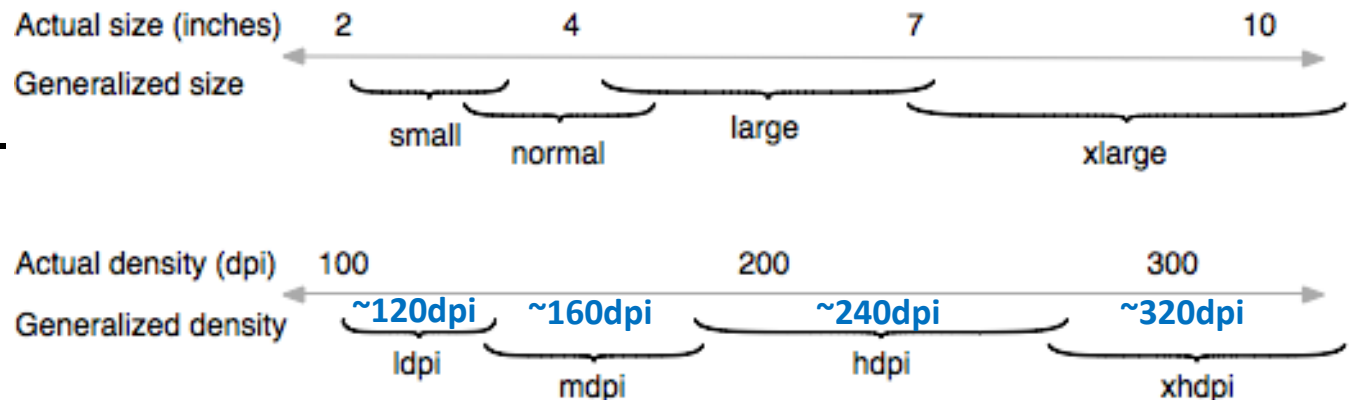 Actual size (inches) 2 4 7 10
Generalized size
small normal large xlarge
Actual density (dpi) 100 200 300
~120dpi ~160dpi ~240dpi ~320dpi
Generalized density
ldpi mdpi hdpi xhdpi